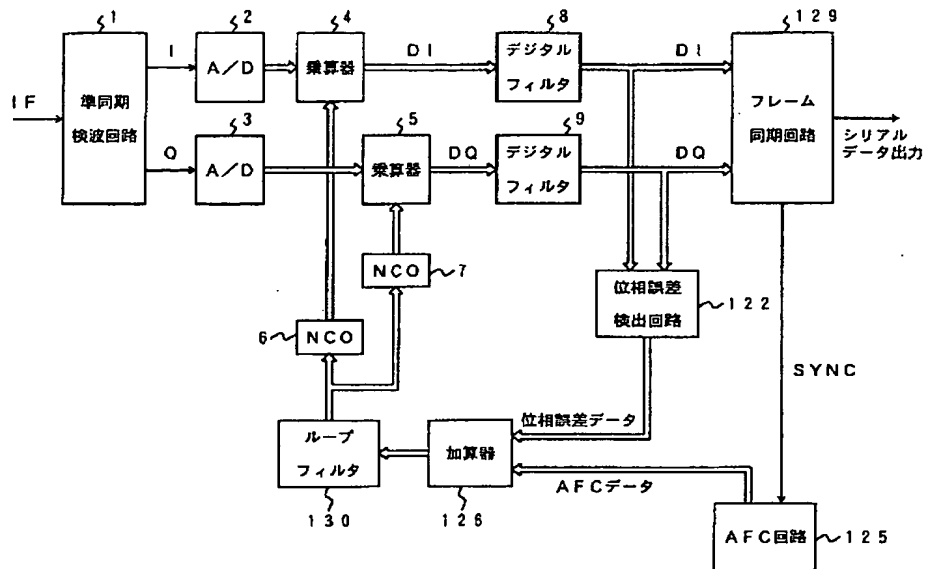 1
2
4
8
129
IF
準同期
検波回路
I
A/D
乗算器
DI
デジタル
フィルタ
DI
フレーム
同期回路
シリアル
データ出力
Q
3
A/D
5
乗算器
DQ
9
デジタル
フィルタ
DQ
NCO
7
6
NCO
位相誤差
検出回路
122
SYNC
位相誤差データ
ループ
フィルタ
130
加算器
126
AFCデータ
AFC回路
125